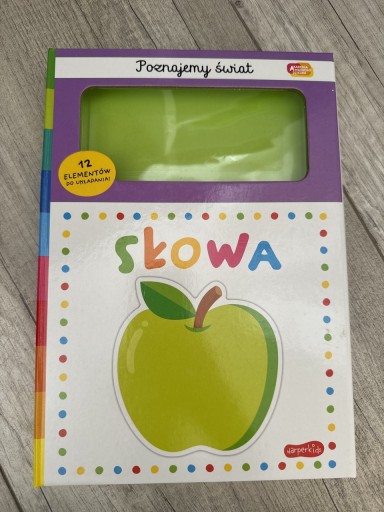 Poznajemy świat
12
ELEMENTÓW
DO UKŁADANIA!
SŁOWA
harperkids